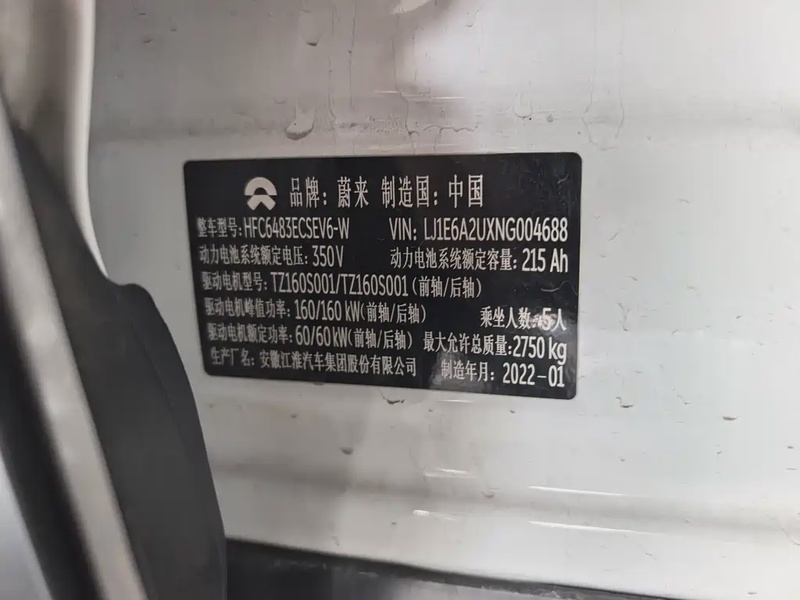 品牌：蔚来 制造国：中国
整车型号：HFC6483ECSEV6-W VIN：LJ1E6A2UXNG004688
动力电池系统额定电压：350V 动力电池系统额定容量：215 Ah
驱动电机型号：TZ160S001/TZ160S001（前轴/后轴）
驱动电机峰值功率：160/160 kW（前轴/后轴） 乘坐人数：5人
驱动电机额定功率：60/60 kW（前轴/后轴） 最大允许总质量：2750 kg
生产厂名：安徽江淮汽车集团股份有限公司 制造年月：2022-01